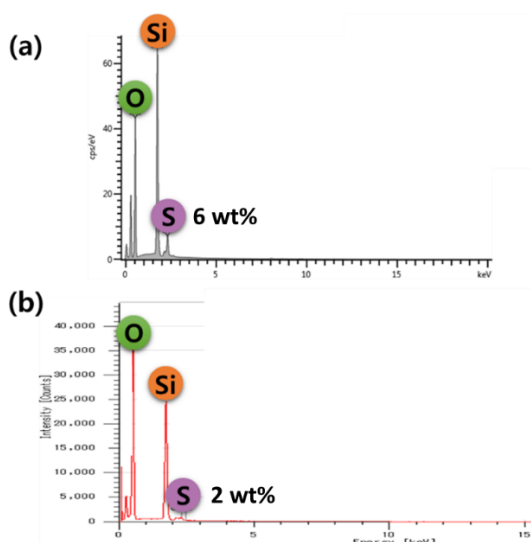 (a)
Si
O
S 6 wt%
cps/eV
60
40
20
0
0 5 10 15 keV
(b)
O
Si
S 2 wt%
Intensity [Counts]
40,000
35,000
30,000
25,000
20,000
15,000
10,000
5,000
0
0 5 10 15